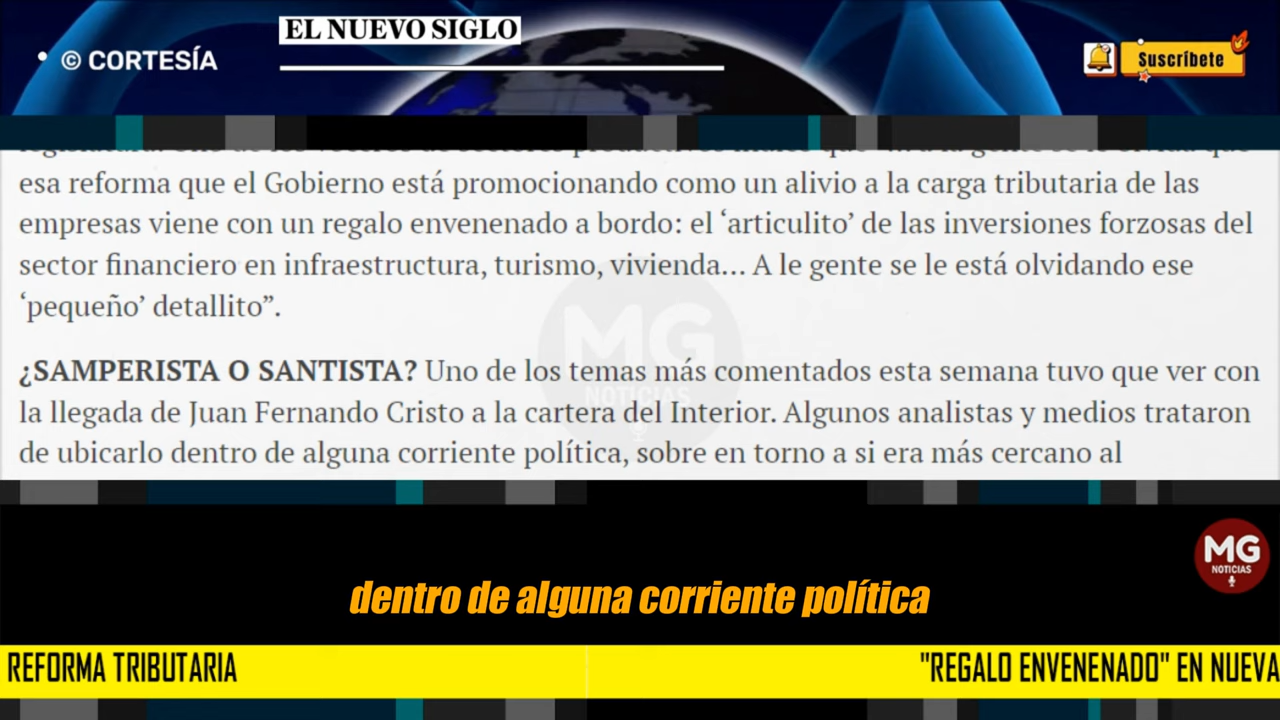 EL NUEVO SIGLO
© CORTESÍA
Suscríbete
esa reforma que el Gobierno está promocionando como un alivio a la carga tributaria de las
empresas viene con un regalo envenenado a bordo: el ‘articulito’ de las inversiones forzosas del
sector financiero en infraestructura, turismo, vivienda... A le gente se le está olvidando ese
‘pequeño’ detallito”.
¿SAMPERISTA O SANTISTA? Uno de los temas más comentados esta semana tuvo que ver con
la llegada de Juan Fernando Cristo a la cartera del Interior. Algunos analistas y medios trataron
de ubicarlo dentro de alguna corriente política, sobre en torno a si era más cercano al
MG
NOTICIAS
MG
NOTICIAS
dentro de alguna corriente política
REFORMA TRIBUTARIA
"REGALO ENVENENADO" EN NUEVA